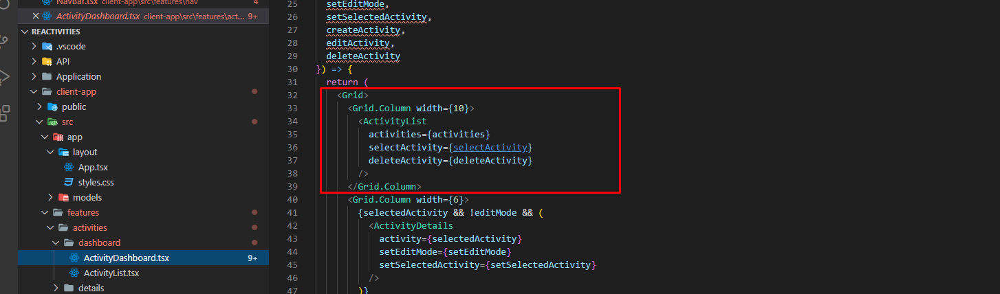 NavBar.tsx client-app\src\features\nav 4
ActivityDashboard.tsx client-app\src\features\act... 9+
REACTIVITIES
.vscode
API
Application
client-app
public
src
app
layout
App.tsx
styles.css
models
features
activities
dashboard
ActivityDashboard.tsx 9+
ActivityList.tsx
details
25 setEditMode,
26 setSelectedActivity,
27 createActivity,
28 editActivity,
29 deleteActivity
30 }) => {
31 return (
32 <Grid>
33 <Grid.Column width={10}>
34 <ActivityList
35 activities={activities}
36 selectActivity={selectActivity}
37 deleteActivity={deleteActivity}
38 />
39 </Grid.Column>
40 <Grid.Column width={6}>
41 {selectedActivity && !editMode && (
42 <ActivityDetails
43 activity={selectedActivity}
44 setEditMode={setEditMode}
45 setSelectedActivity={setSelectedActivity}
46 />
47 )}